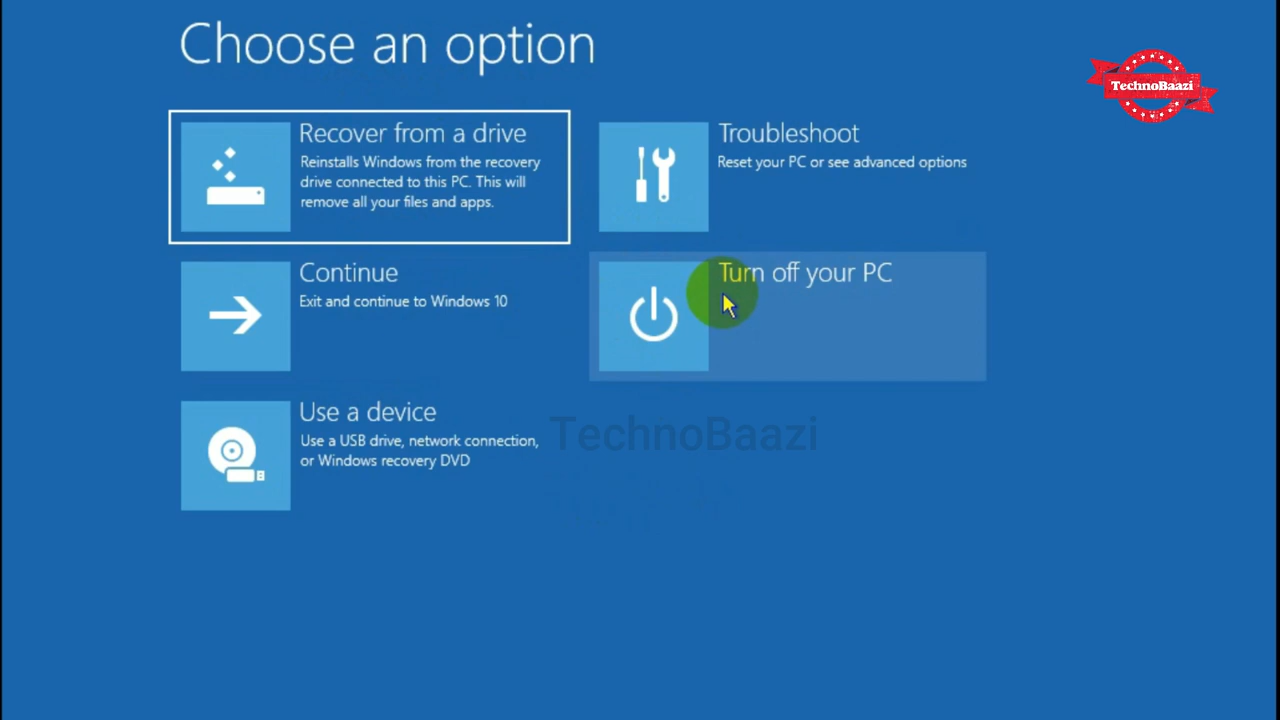 Choose an option
TechnoBaazi
Recover from a drive
Reinstalls Windows from the recovery
drive connected to this PC. This will
remove all your files and apps.
Troubleshoot
Reset your PC or see advanced options
Continue
Exit and continue to Windows 10
Turn off your PC
Use a device
Use a USB drive, network connection,
or Windows recovery DVD
TechnoBaazi